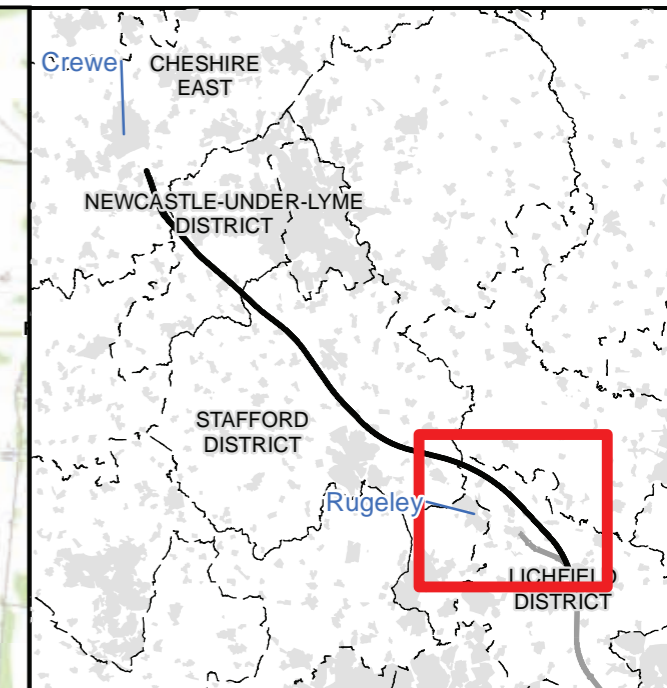 Crewe
CHESHIRE
EAST
NEWCASTLE-UNDER-LYME
DISTRICT
STAFFORD
DISTRICT
Rugeley
LICHFIELD
DISTRICT